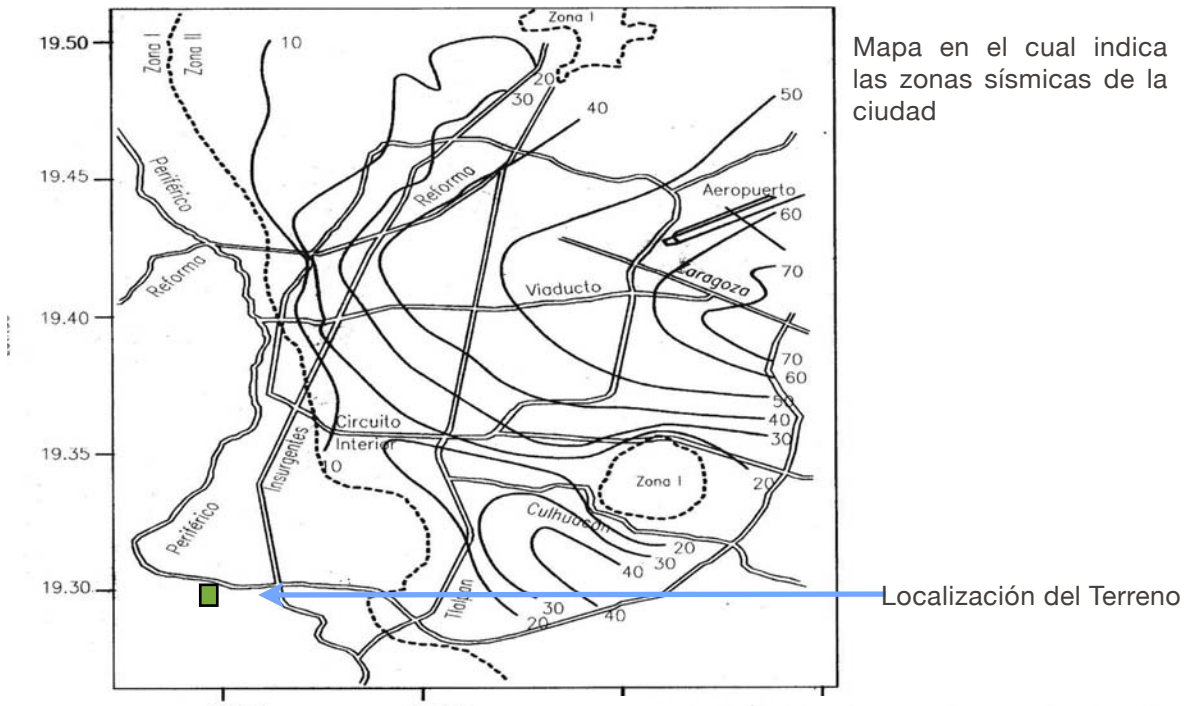 Zona I
19.50
Zona I
Zona II
10
20
30
40
50
Mapa en el cual indica
las zonas sísmicas de la
ciudad
19.45
Periférico
Reforma
Aeropuerto
60
Reforma
Zaragoza
70
Viaducto
19.40
70
60
50
40
30
Circuito
Interior
Insurgentes
10
19.35
Zona I
20
Periférico
Culhuacán
20
30
40
19.30
Tlalpan
30
20
40
Localización del Terreno